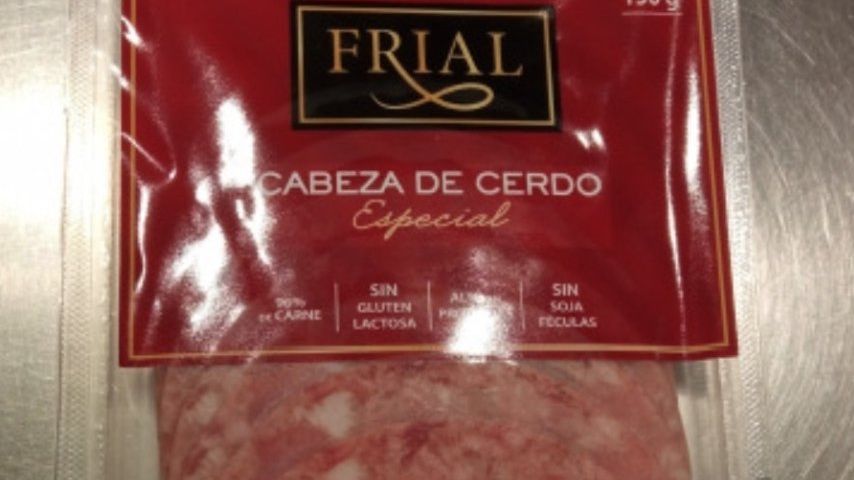 FRIAL
CABEZA DE CERDO
Especial
DE CARNE
SIN
GLUTEN
LACTOSA
SIN
SOJA
FÉCULAS